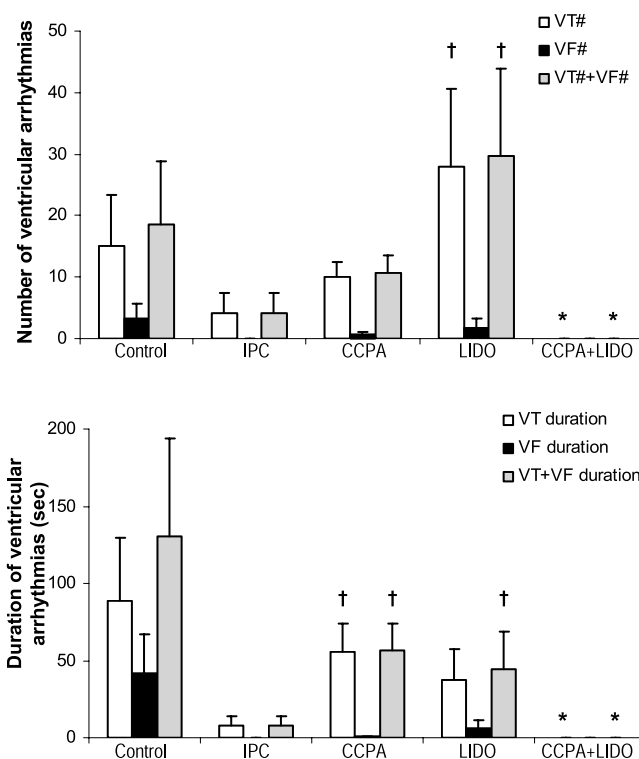 50
40
30
20
10
0
Number of ventricular arrhythmias
VT#
VF#
VT#+VF#
† †
* *
Control IPC CCPA LIDO CCPA+LIDO
200
150
100
50
0
Duration of ventricular
arrhythmias (sec)
VT duration
VF duration
VT+VF duration
† † †
* *
Control IPC CCPA LIDO CCPA+LIDO